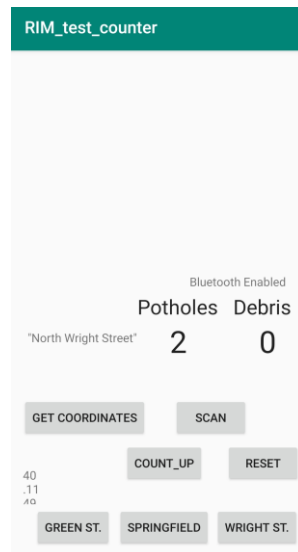 RIM_test_counter
Bluetooth Enabled
Potholes Debris
"North Wright Street" 2 0
GET COORDINATES SCAN
COUNT_UP RESET
40
.11
49
GREEN ST. SPRINGFIELD WRIGHT ST.